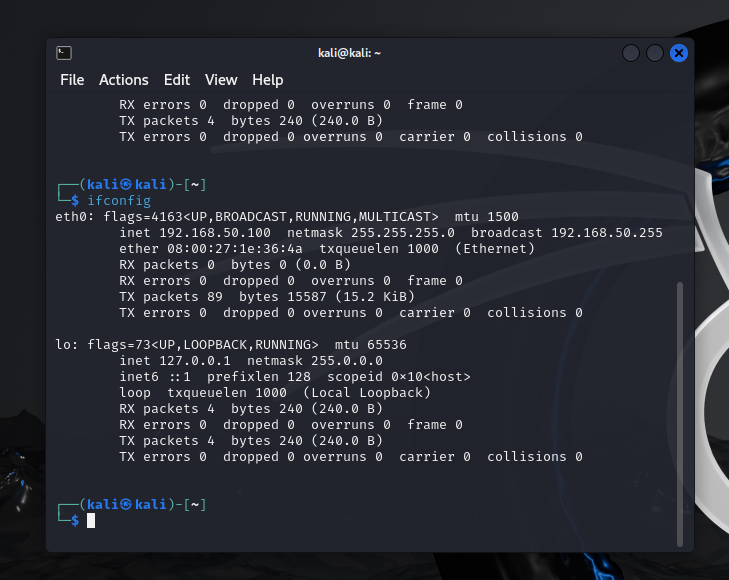 kali@kali: ~
File Actions Edit View Help
RX errors 0  dropped 0  overruns 0  frame 0
TX packets 4  bytes 240 (240.0 B)
TX errors 0  dropped 0 overruns 0  carrier 0  collisions 0
┌──(kali㉿kali)-[~]
└─$ ifconfig
eth0: flags=4163<UP,BROADCAST,RUNNING,MULTICAST>  mtu 1500
inet 192.168.50.100  netmask 255.255.255.0  broadcast 192.168.50.255
ether 08:00:27:1e:36:4a  txqueuelen 1000  (Ethernet)
RX packets 0  bytes 0 (0.0 B)
RX errors 0  dropped 0  overruns 0  frame 0
TX packets 89  bytes 15587 (15.2 KiB)
TX errors 0  dropped 0 overruns 0  carrier 0  collisions 0
lo: flags=73<UP,LOOPBACK,RUNNING>  mtu 65536
inet 127.0.0.1  netmask 255.0.0.0
inet6 ::1  prefixlen 128  scopeid 0×10<host>
loop  txqueuelen 1000  (Local Loopback)
RX packets 4  bytes 240 (240.0 B)
RX errors 0  dropped 0  overruns 0  frame 0
TX packets 4  bytes 240 (240.0 B)
TX errors 0  dropped 0 overruns 0  carrier 0  collisions 0
┌──(kali㉿kali)-[~]
└─$